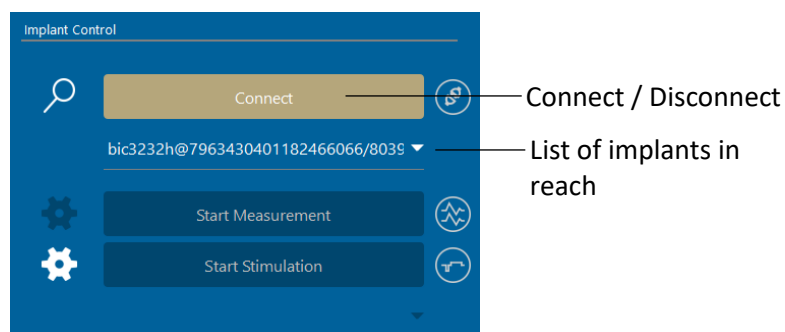 Implant Control
Connect
Connect / Disconnect
bic3232h@7963430401182466066/8039
List of implants in
reach
Start Measurement
Start Stimulation